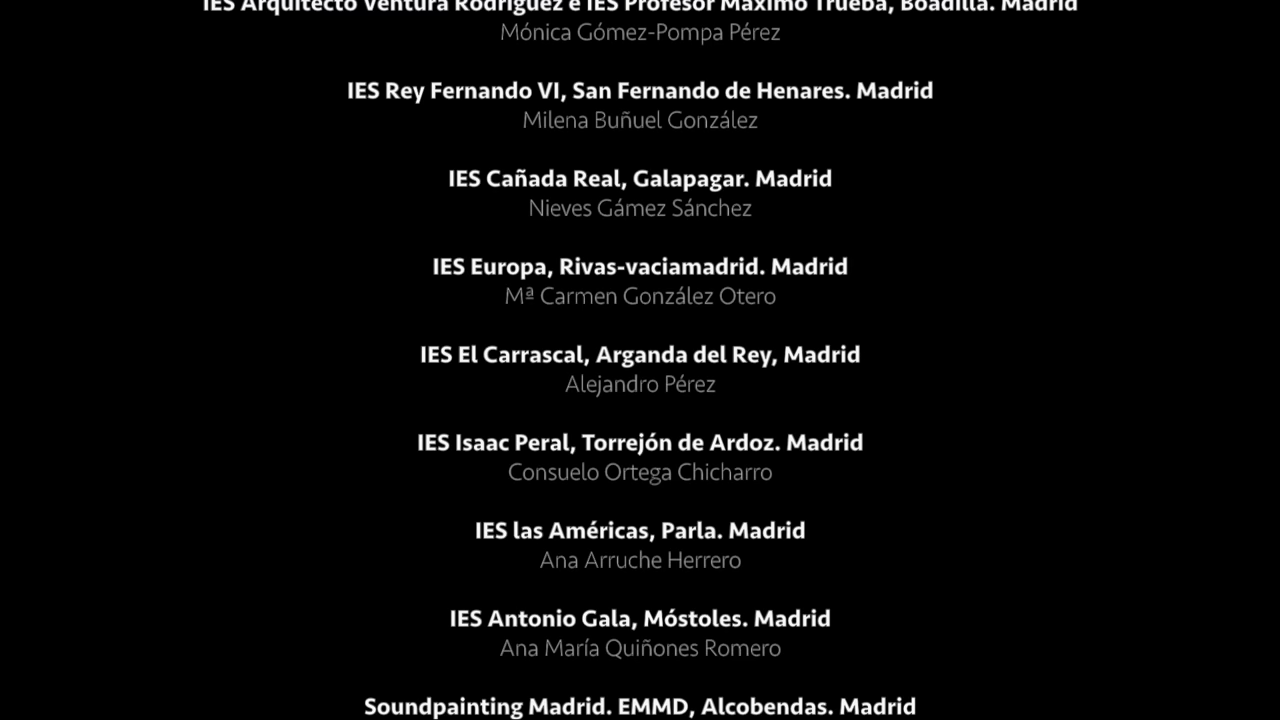 IES Arquitecto Ventura Rodríguez e IES Profesor Máximo Trueba, Boadilla. Madrid
Mónica Gómez-Pompa Pérez
IES Rey Fernando VI, San Fernando de Henares. Madrid
Milena Buñuel González
IES Cañada Real, Galapagar. Madrid
Nieves Gámez Sánchez
IES Europa, Rivas-vaciamadrid. Madrid
Mª Carmen González Otero
IES El Carrascal, Arganda del Rey, Madrid
Alejandro Pérez
IES Isaac Peral, Torrejón de Ardoz. Madrid
Consuelo Ortega Chicharro
IES las Américas, Parla. Madrid
Ana Arruche Herrero
IES Antonio Gala, Móstoles. Madrid
Ana María Quiñones Romero
Soundpainting Madrid. EMMD, Alcobendas. Madrid